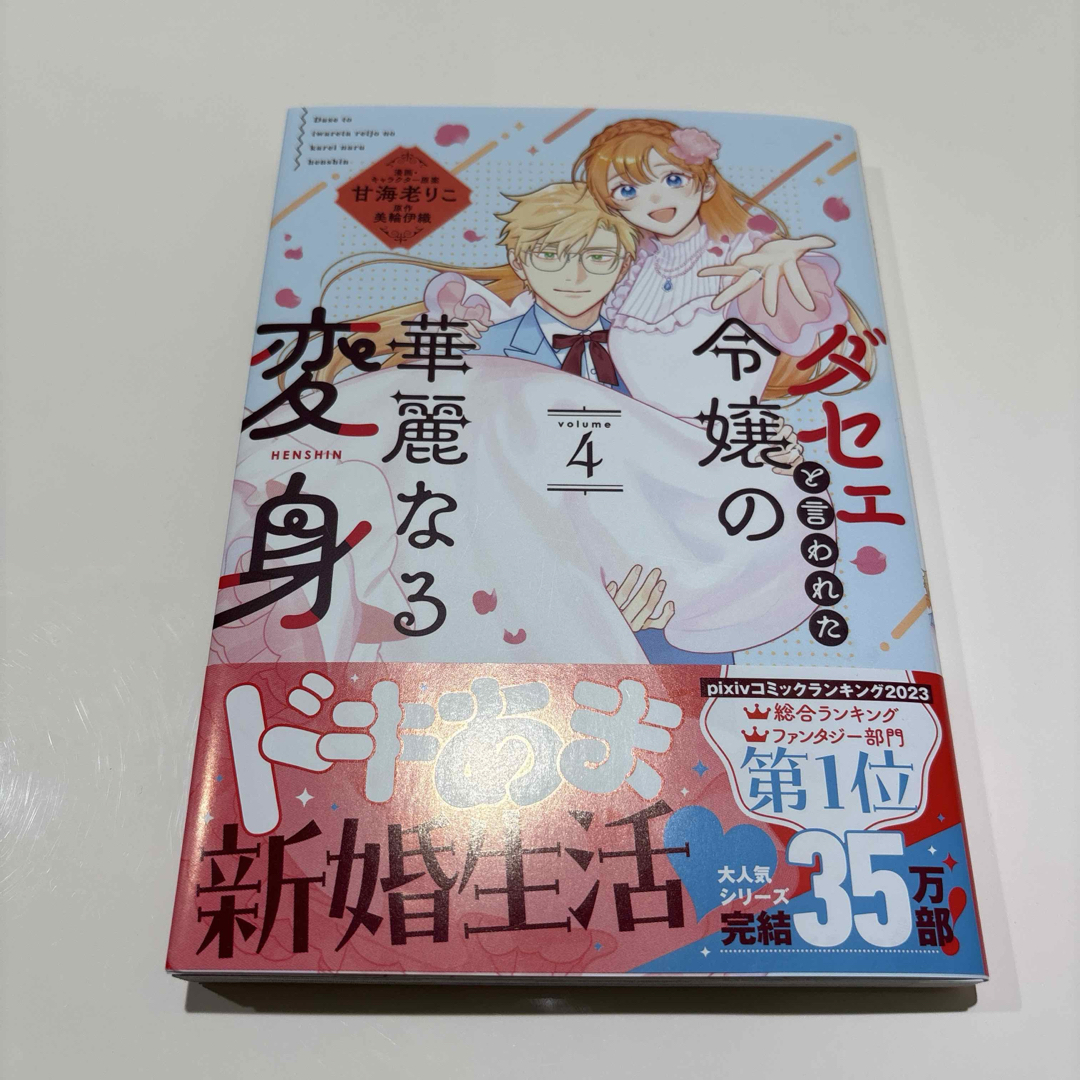 Dase to
iwareta reijo no
karei naru
henshin
漫画・
キャラクター原案
甘海老りこ
原作
美輪伊織
ダセェ
と言われた
令嬢の
華麗なる
変身
HENSHIN
volume
4
ドキあま
新婚生活
pixivコミックランキング2023
総合ランキング
ファンタジー部門
第1位
大人気
シリーズ
完結
35万部!